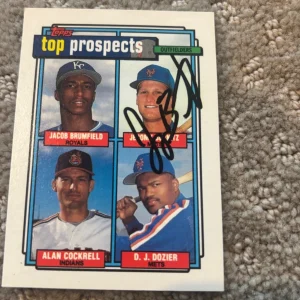 Topps
top prospects
OUTFIELDERS
JACOB BRUMFIELD
ROYALS
ALAN COCKRELL
INDIANS
D. J. DOZIER
METS